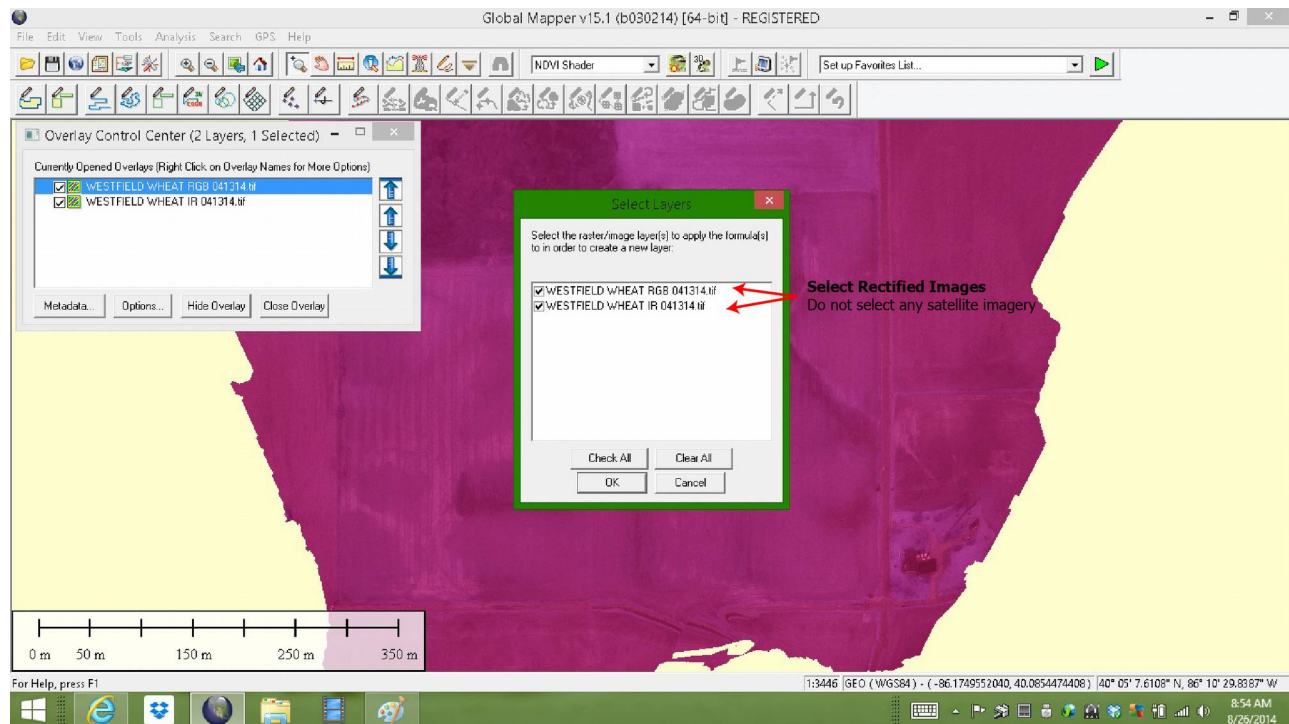 Global Mapper v15.1 (b030214) [64-bit] - REGISTERED
File Edit View Tools Analysis Search GPS Help
NDVI Shader
Set up Favorites List...
Overlay Control Center (2 Layers, 1 Selected)
Currently Opened Overlays (Right Click on Overlay Names for More Options)
WESTFIELD WHEAT RGB 041314.tif
WESTFIELD WHEAT IR 041314.tif
Metadata... Options... Hide Overlay Close Overlay
Select Layers
Select the raster/image layer(s) to apply the formula(s)
to in order to create a new layer:
WESTFIELD WHEAT RGB 041314.tif
WESTFIELD WHEAT IR 041314.tif
Check All Clear All
OK Cancel
Select Rectified Images
Do not select any satellite imagery
0 m 50 m 150 m 250 m 350 m
For Help, press F1
1:3446 GEO ( WGS84 ) - ( -86.1749552040, 40.0854474408 ) 40° 05' 7.6108" N, 86° 10' 29.8387" W
8:54 AM
8/26/2014